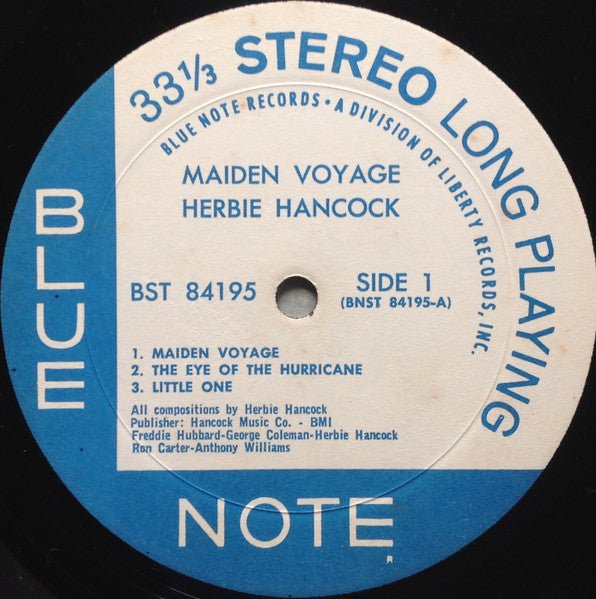 33⅓ STEREO LONG PLAYING
BLUE NOTE RECORDS • A DIVISION OF LIBERTY RECORDS, INC.
MAIDEN VOYAGE
HERBIE HANCOCK
BST 84195
SIDE 1
(BNST 84195-A)
1. MAIDEN VOYAGE
2. THE EYE OF THE HURRICANE
3. LITTLE ONE
All compositions by Herbie Hancock
Publisher: Hancock Music Co. - BMI
Freddie Hubbard-George Coleman-Herbie Hancock
Ron Carter-Anthony Williams
BLUE
NOTE
R